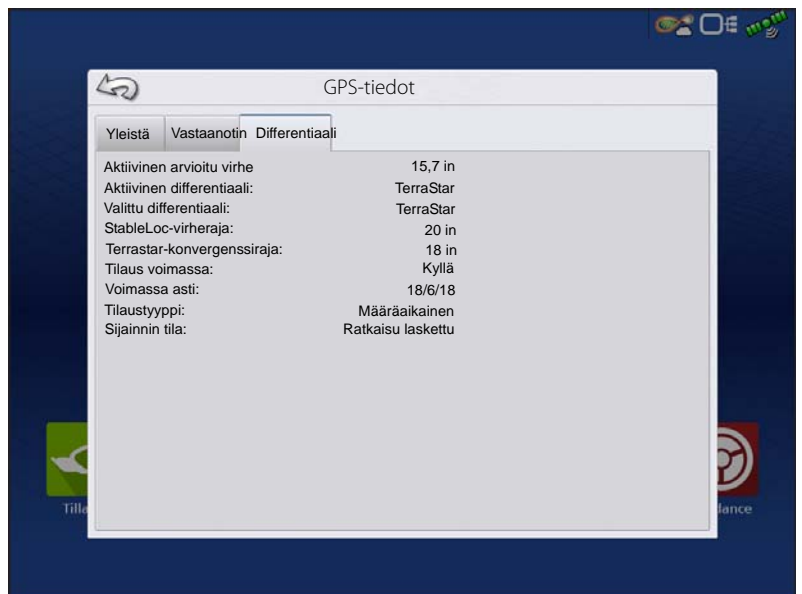 GPS-tiedot
Yleistä Vastaanotin Differentiaali
Aktiivinen arvioitu virhe 15,7 in
Aktiivinen differentiaali: TerraStar
Valittu differentiaali: TerraStar
StableLoc-virheraja: 20 in
Terrastar-konvergenssiraja: 18 in
Tilaus voimassa: Kyllä
Voimassa asti: 18/6/18
Tilaustyyppi: Määräaikainen
Sijainnin tila: Ratkaisu laskettu